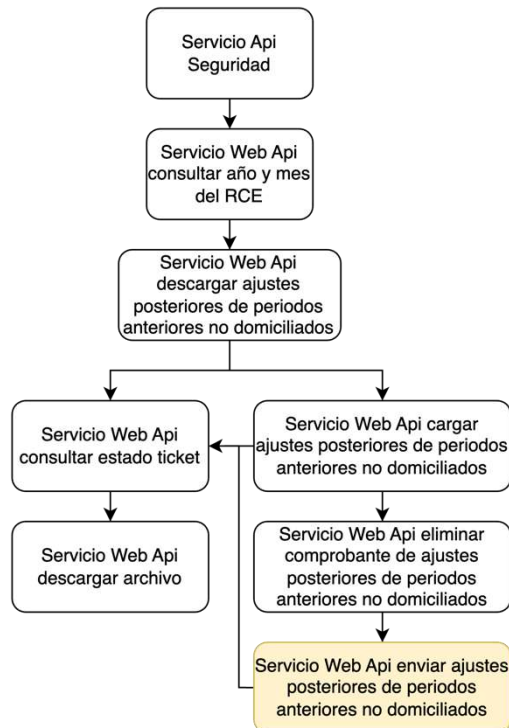 Servicio Api
Seguridad
Servicio Web Api
consultar año y mes
del RCE
Servicio Web Api
descargar ajustes
posteriores de periodos
anteriores no domiciliados
Servicio Web Api
consultar estado ticket
Servicio Web Api cargar
ajustes posteriores de periodos
anteriores no domiciliados
Servicio Web Api
descargar archivo
Servicio Web Api eliminar
comprobante de ajustes
posteriores de periodos
anteriores no domiciliados
Servicio Web Api enviar ajustes
posteriores de periodos
anteriores no domiciliados